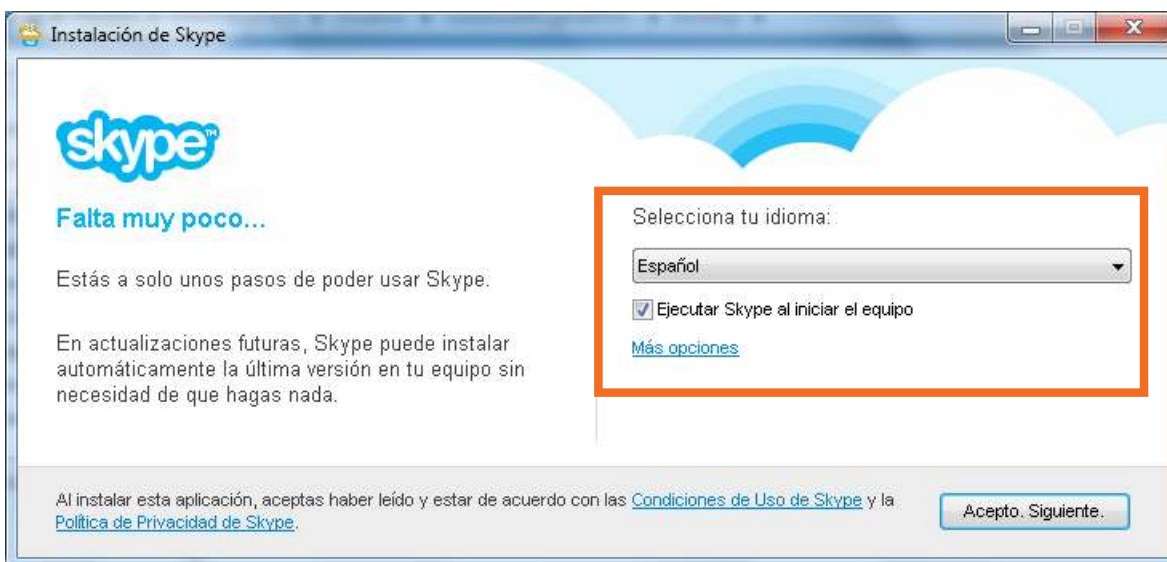 Instalación de Skype
skype™
Falta muy poco...
Estás a solo unos pasos de poder usar Skype.
En actualizaciones futuras, Skype puede instalar
automáticamente la última versión en tu equipo sin
necesidad de que hagas nada.
Selecciona tu idioma:
Español
Ejecutar Skype al iniciar el equipo
Más opciones
Al instalar esta aplicación, aceptas haber leído y estar de acuerdo con las Condiciones de Uso de Skype y la
Política de Privacidad de Skype.
Acepto. Siguiente.